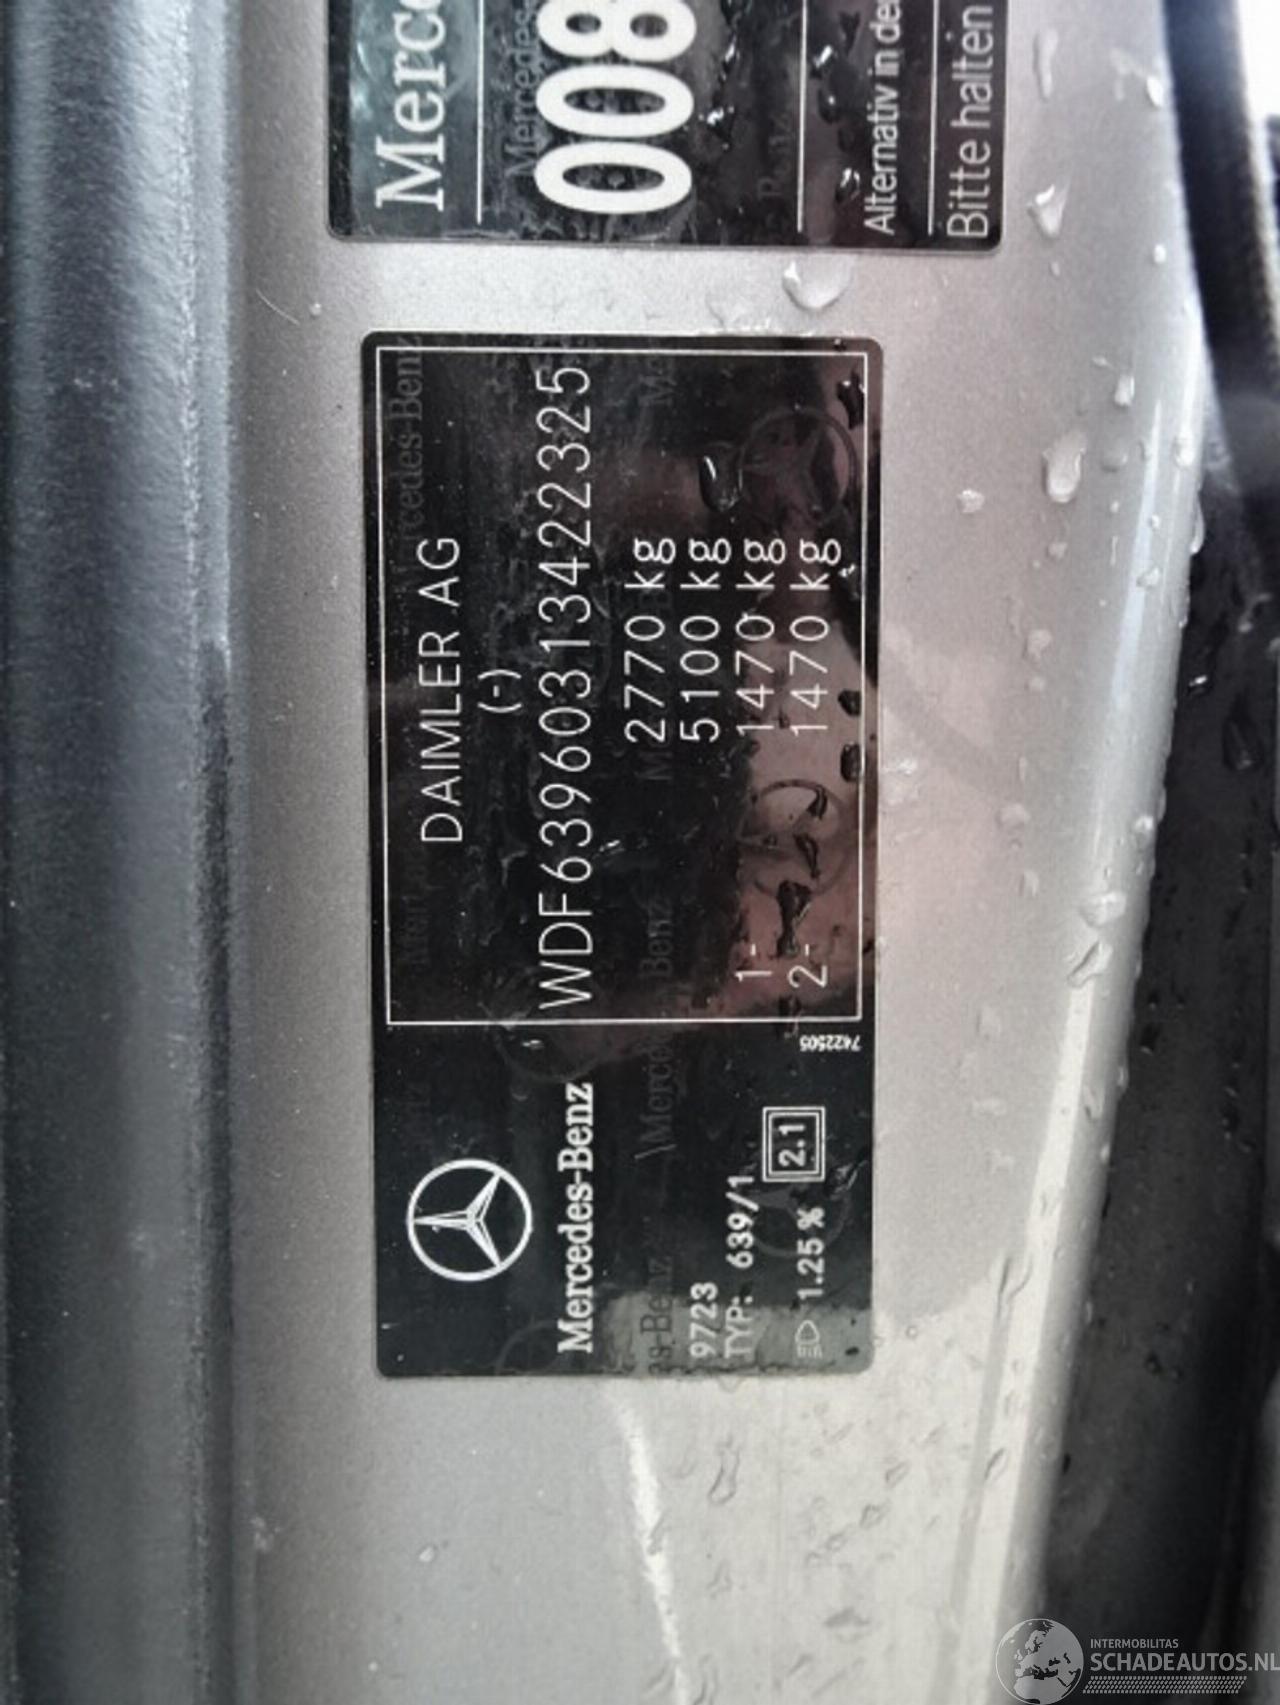 Merc
008
Alternativ in de
Bitte halten
DAIMLER AG
(-)
WDF63960313422325
2770 kg
5100 kg
1- 1470 kg
2- 1470 kg
7422505
Mercedes-Benz
9723
TYP: 639/1
1.25 % 2.1
INTERMOBILITAS
SCHADEAUTOS.NL